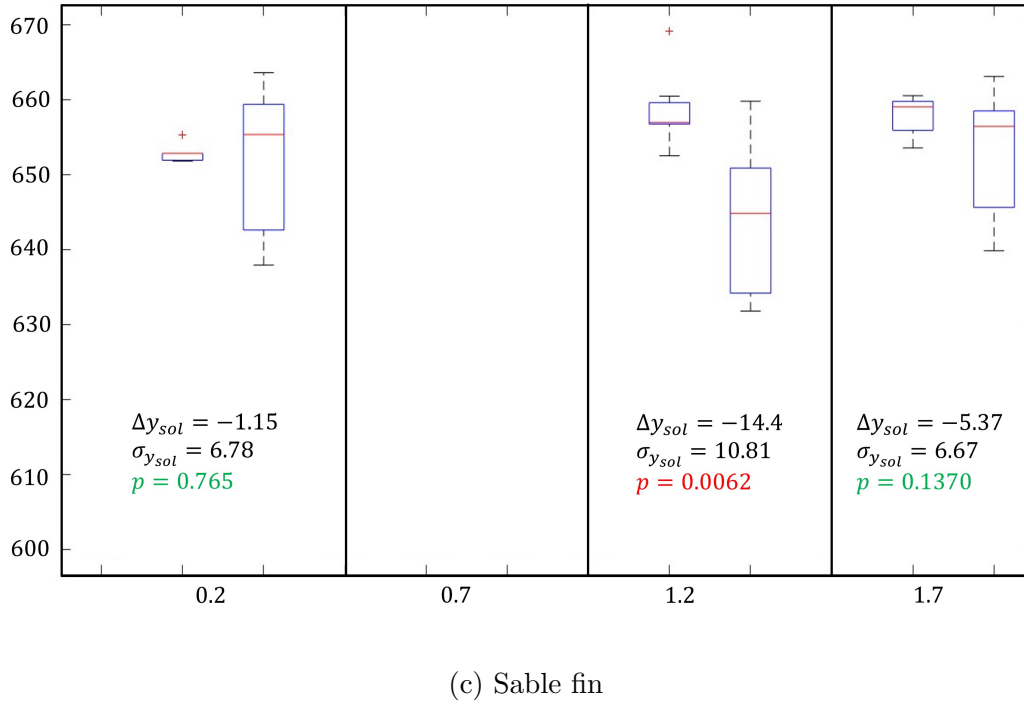 670
660
650
640
630
620
610
600
Δy_sol = −1.15
σ_y_sol = 6.78
p = 0.765
Δy_sol = −14.4
σ_y_sol = 10.81
p = 0.0062
Δy_sol = −5.37
σ_y_sol = 6.67
p = 0.1370
0.2 0.7 1.2 1.7
(c) Sable fin